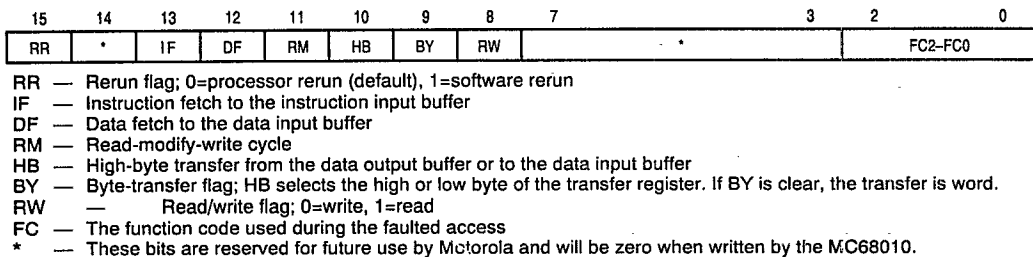 15 14 13 12 11 10 9 8 7 3 2 0
RR * IF DF RM HB BY RW * FC2–FC0
RR — Rerun flag; 0=processor rerun (default), 1=software rerun
IF — Instruction fetch to the instruction input buffer
DF — Data fetch to the data input buffer
RM — Read-modify-write cycle
HB — High-byte transfer from the data output buffer or to the data input buffer
BY — Byte-transfer flag; HB selects the high or low byte of the transfer register. If BY is clear, the transfer is word.
RW — Read/write flag; 0=write, 1=read
FC — The function code used during the faulted access
* — These bits are reserved for future use by Motorola and will be zero when written by the MC68010.